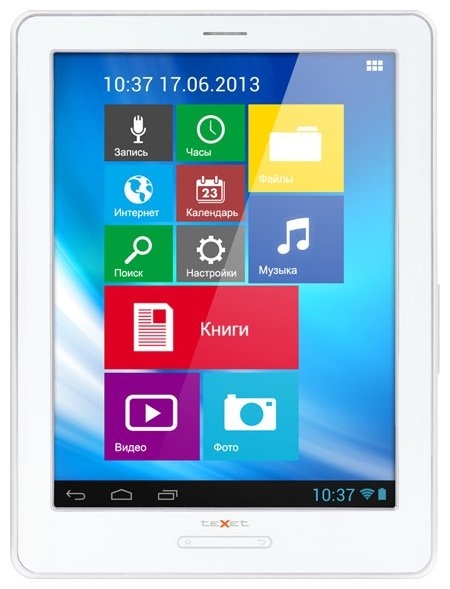 10:37 17.06.2013
Запись
Часы
Файлы
Интернет
23
Календарь
Поиск
Настройки
Музыка
Книги
Видео
Фото
10:37
teXet